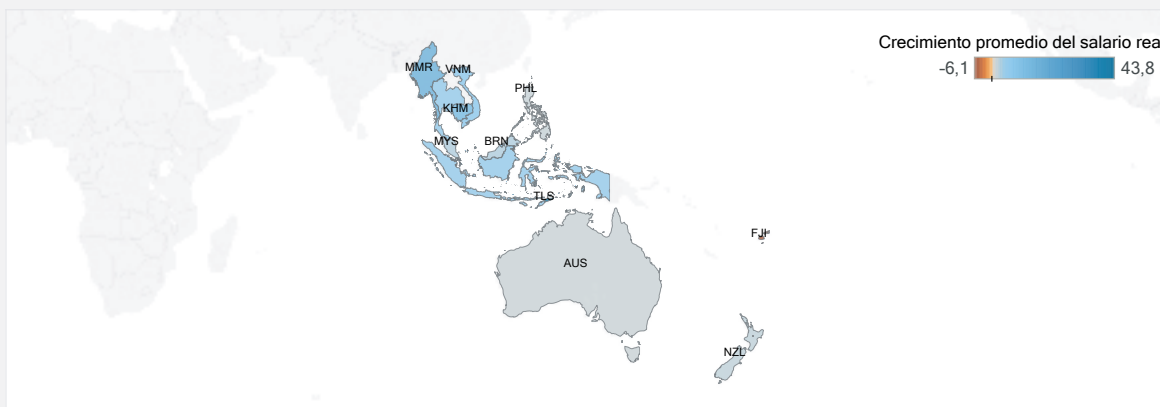 Crecimiento promedio del salario rea
-6,1 43,8
MMR
VNM
PHL
KHM
MYS
BRN
TLS
FJI
AUS
NZL